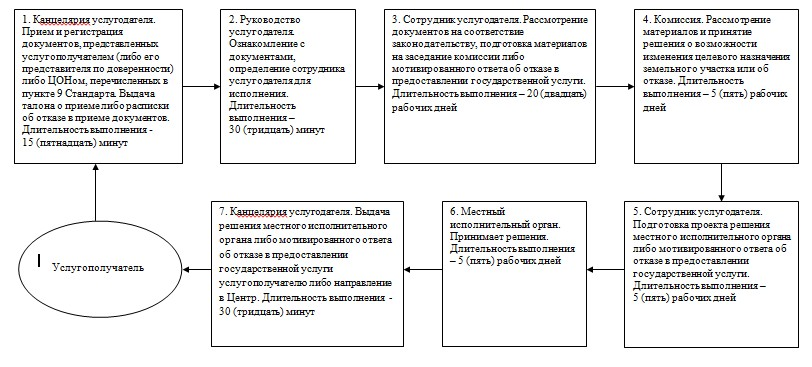 1. Канцелярия услугодателя.
Прием и регистрация
документов, представленных
услугополучателем (либо его
представителя по доверенности)
либо ЦОНом, перечисленных в
пункте 9 Стандарта. Выдача
талона о приеме либо расписки
об отказе в приеме документов.
Длительность выполнения -
15 (пятнадцать) минут
2. Руководство
услугодателя.
Ознакомление с
документами,
определение сотрудника
услугодателя для
исполнения.
Длительность
выполнения –
30 (тридцать) минут
3. Сотрудник услугодателя. Рассмотрение
документов на соответствие
законодательству, подготовка материалов
на заседание комиссии либо
мотивированного ответа об отказе в
предоставлении государственной услуги.
Длительность выполнения – 20 (двадцать)
рабочих дней
4. Комиссия. Рассмотрение
материалов и принятие
решения о возможности
изменения целевого назначения
земельного участка или об
отказе. Длительность
выполнения – 5 (пять) рабочих
дней
5. Сотрудник услугодателя.
Подготовка проекта решения
местного исполнительного органа
либо мотивированного ответа об
отказе в предоставлении
государственной услуги.
Длительность выполнения –
5 (пять) рабочих дней
6. Местный
исполнительный орган.
Принимает решения.
Длительность выполнения
– 5 (пять) рабочих дней
7. Канцелярия услугодателя. Выдача
решения местного исполнительного
органа либо мотивированного ответа
об отказе в предоставлении
государственной услуги
услугополучателю либо направление
в Центр. Длительность выполнения -
30 (тридцать) минут
Услугополучатель